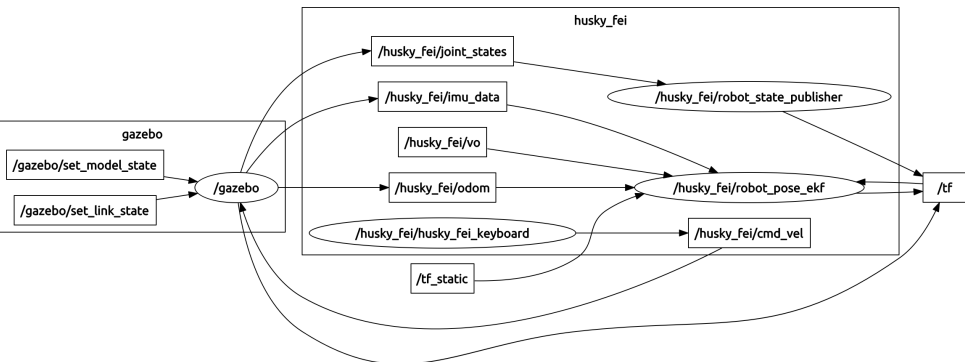 husky_fei
/husky_fei/joint_states
/husky_fei/robot_state_publisher
/husky_fei/imu_data
gazebo
/husky_fei/vo
/gazebo/set_model_state
/gazebo
/husky_fei/odom
/husky_fei/robot_pose_ekf
/tf
/gazebo/set_link_state
/husky_fei/husky_fei_keyboard
/husky_fei/cmd_vel
/tf_static